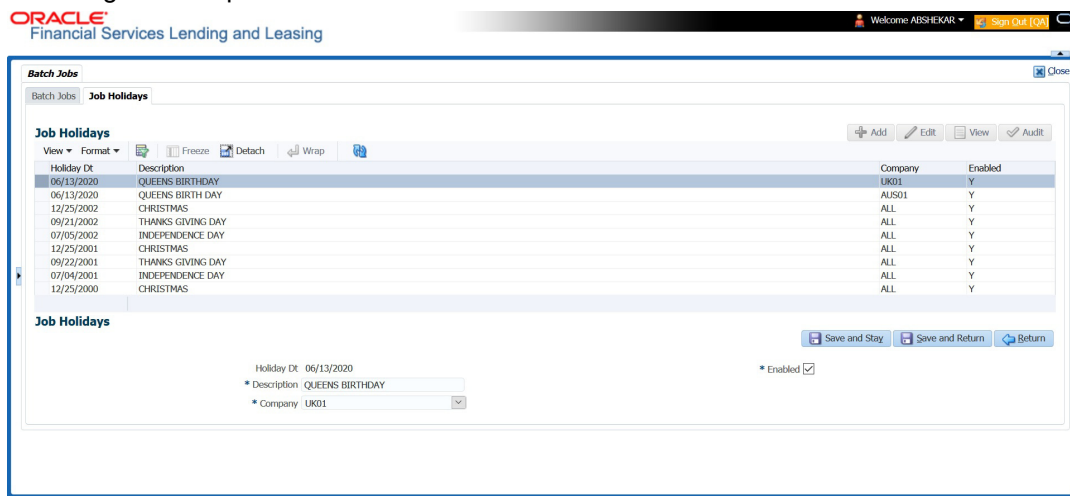 ORACLE
Welcome ABSHEKAR Sign Out [QA]
Financial Services Lending and Leasing
Close
Batch Jobs
Batch Jobs Job Holidays
Job Holidays
Add Edit View Audit
View Format Freeze Detach Wrap
Holiday Dt Description Company Enabled
06/13/2020 QUEENS BIRTHDAY UK01 Y
06/13/2020 QUEENS BIRTH DAY AUS01 Y
12/25/2002 CHRISTMAS ALL Y
09/21/2002 THANKS GIVING DAY ALL Y
07/05/2002 INDEPENDENCE DAY ALL Y
12/25/2001 CHRISTMAS ALL Y
09/22/2001 THANKS GIVING DAY ALL Y
07/04/2001 INDEPENDENCE DAY ALL Y
12/25/2000 CHRISTMAS ALL Y
Job Holidays
Save and Stay Save and Return Return
Holiday Dt 06/13/2020 * Enabled
* Description QUEENS BIRTHDAY
* Company UK01